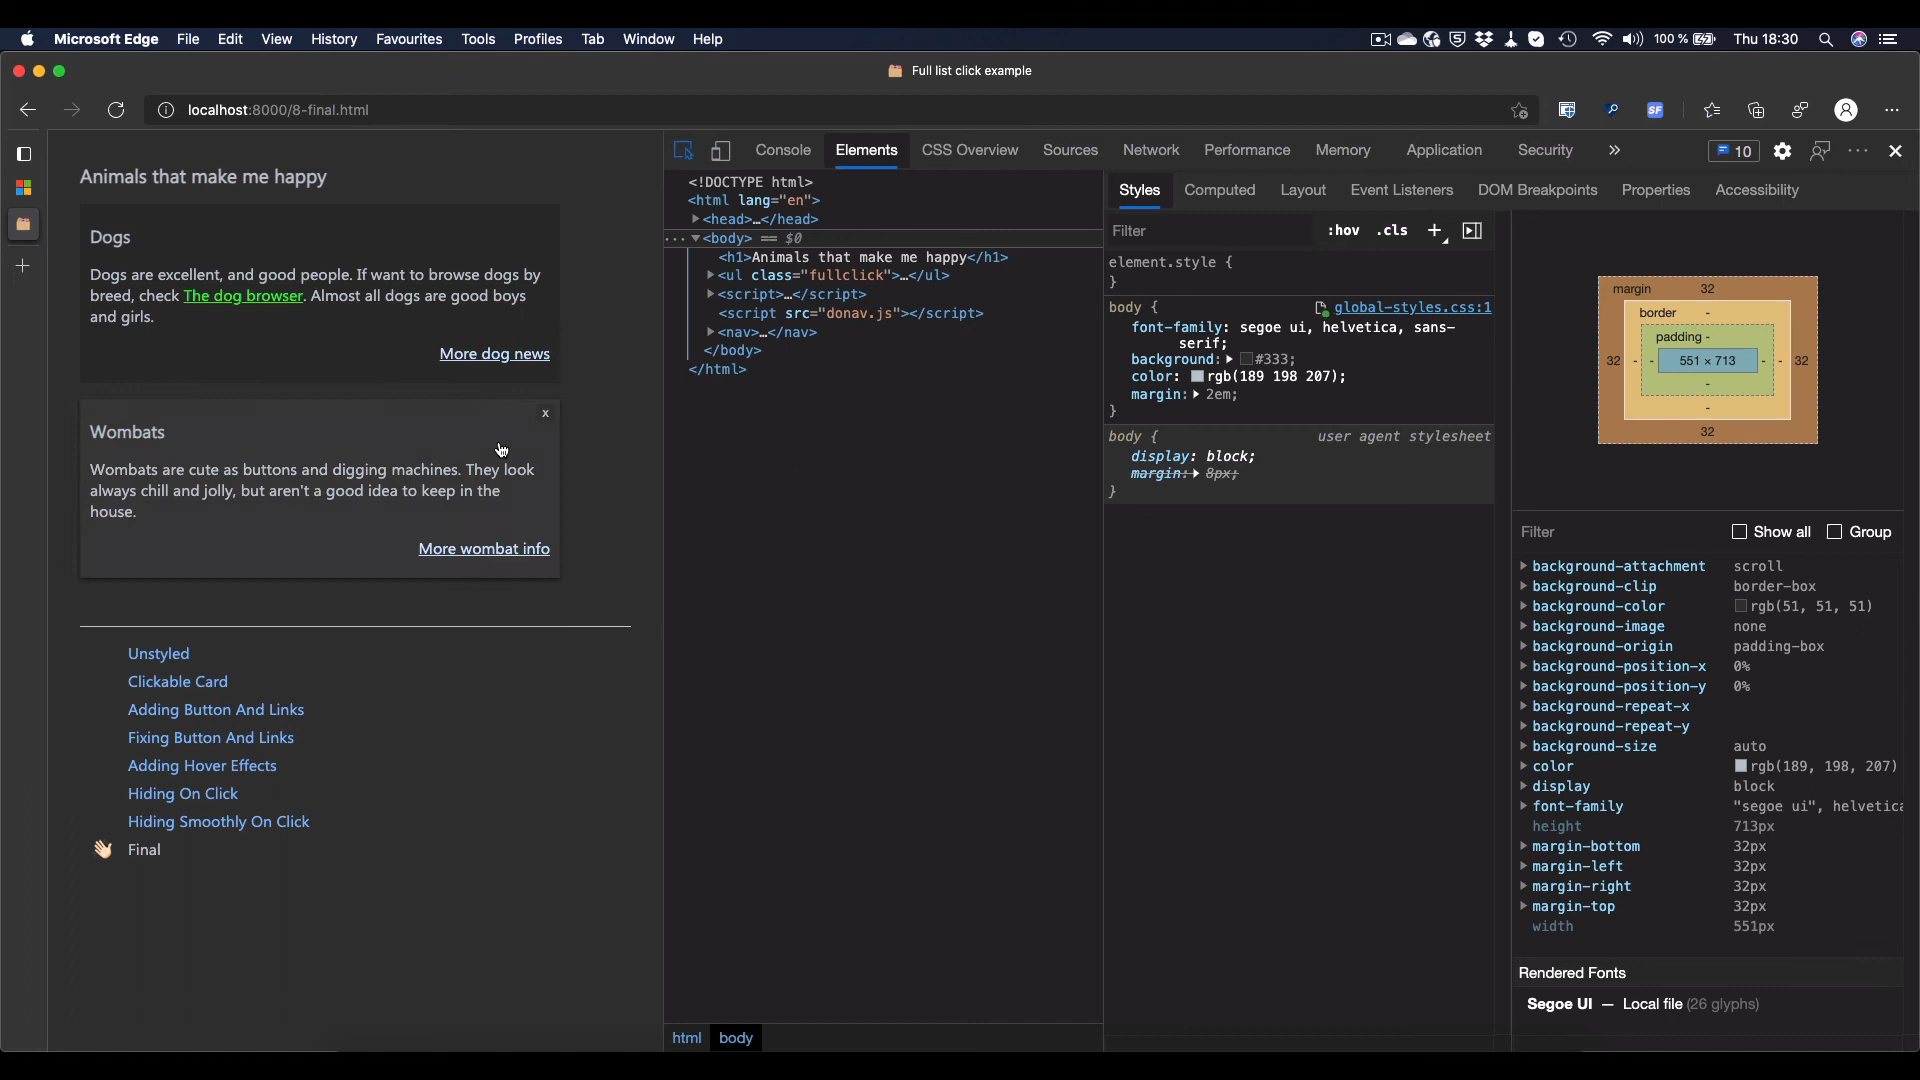 Microsoft Edge File Edit View History Favourites Tools Profiles Tab Window Help 100 % Thu 18:30
Full list click example
localhost:8000/8-final.html
SF
Animals that make me happy
Dogs
Dogs are excellent, and good people. If want to browse dogs by
breed, check The dog browser. Almost all dogs are good boys
and girls.
More dog news
x
Wombats
Wombats are cute as buttons and digging machines. They look
always chill and jolly, but aren't a good idea to keep in the
house.
More wombat info
Unstyled
Clickable Card
Adding Button And Links
Fixing Button And Links
Adding Hover Effects
Hiding On Click
Hiding Smoothly On Click
Final
Console Elements CSS Overview Sources Network Performance Memory Application Security » 10
<!DOCTYPE html>
<html lang="en">
<head>…</head>
… <body> == $0
<h1>Animals that make me happy</h1>
<ul class="fullclick">…</ul>
<script>…</script>
<script src="donav.js"></script>
<nav>…</nav>
</body>
</html>
html body
Styles Computed Layout Event Listeners DOM Breakpoints Properties Accessibility
Filter :hov .cls +
element.style {
}
body { global-styles.css:1
font-family: segoe ui, helvetica, sans-
serif;
background: #333;
color: rgb(189 198 207);
margin: 2em;
}
body { user agent stylesheet
display: block;
margin: 8px;
}
margin 32
border -
padding -
32 - - 551 × 713 - - 32
-
-
32
Filter Show all Group
background-attachment scroll
background-clip border-box
background-color rgb(51, 51, 51)
background-image none
background-origin padding-box
background-position-x 0%
background-position-y 0%
background-repeat-x
background-repeat-y
background-size auto
color rgb(189, 198, 207)
display block
font-family "segoe ui", helvetica
height 713px
margin-bottom 32px
margin-left 32px
margin-right 32px
margin-top 32px
width 551px
Rendered Fonts
Segoe UI — Local file (26 glyphs)